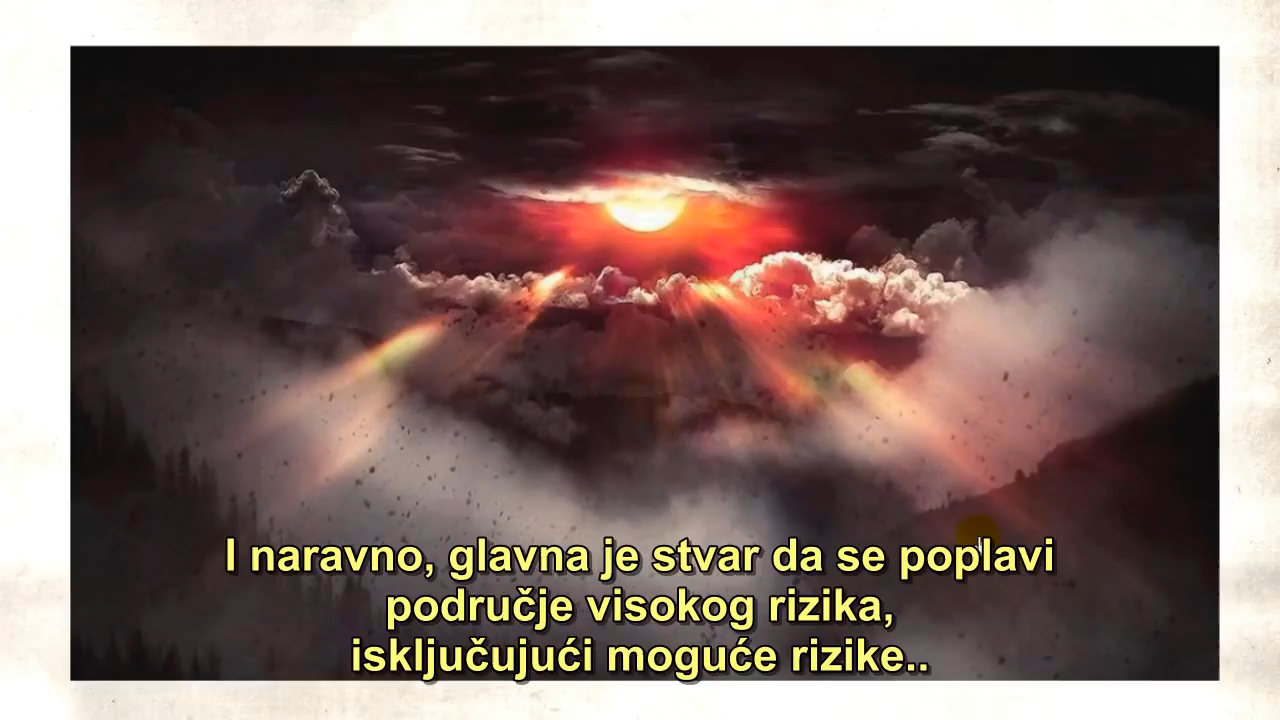 I naravno, glavna je stvar da se poplavi
područje visokog rizika,
isključujući moguće rizike..